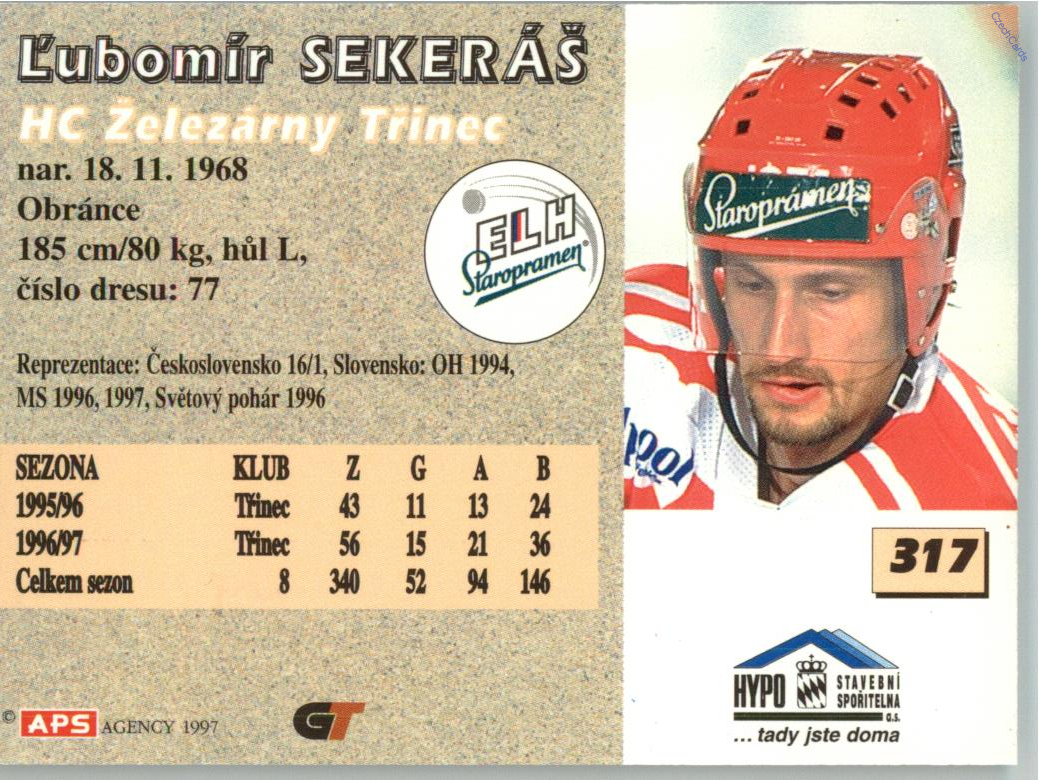 Ľubomír SEKERÁŠ
HC Železárny Třinec
nar. 18. 11. 1968
Obránce
185 cm/80 kg, hůl L,
číslo dresu: 77
ELH
Staropramen
Reprezentace: Československo 16/1, Slovensko: OH 1994,
MS 1996, 1997, Světový pohár 1996
SEZONA KLUB Z G A B
1995/96 Třinec 43 11 13 24
1996/97 Třinec 56 15 21 36
Celkem sezon 8 340 52 94 146
© APS AGENCY 1997
GT
CzechCards
Staropramen
pool
317
HYPO STAVEBNÍ
SPOŘITELNA
a.s.
... tady jste doma